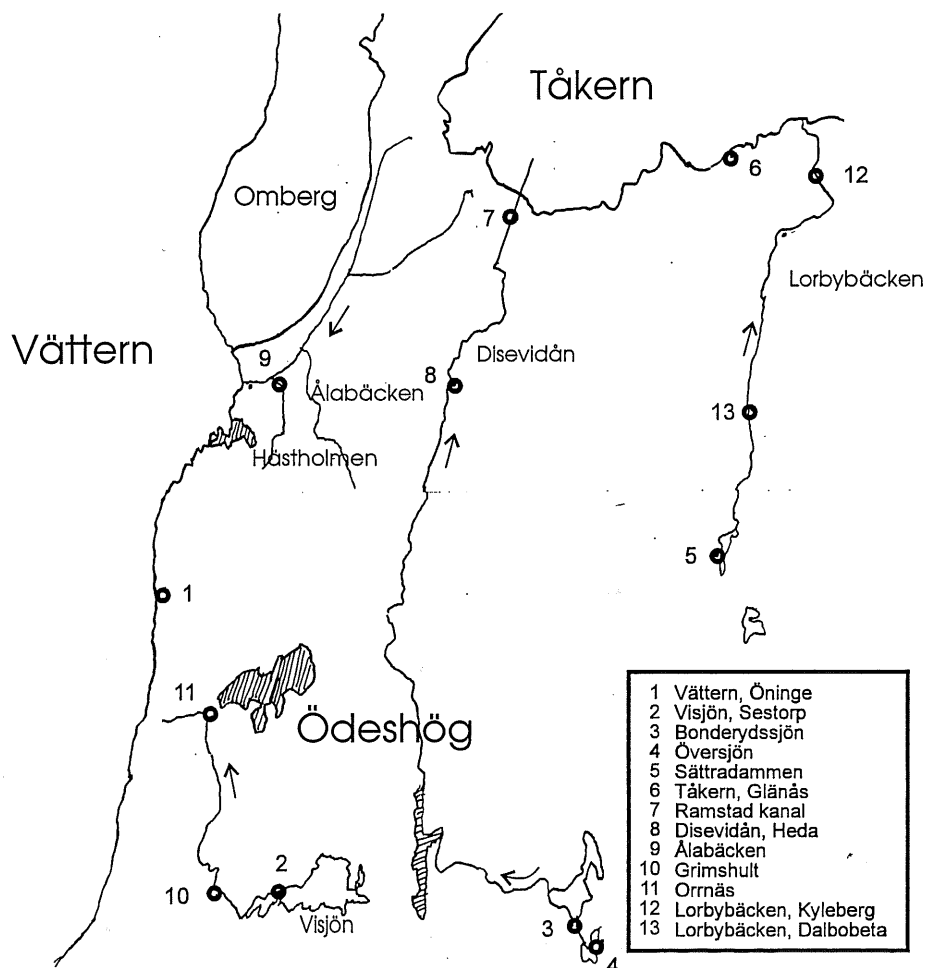 Tåkern
Omberg
6
12
7
Lorbybäcken
Vättern
9
Disevidån
8
Ålabäcken
13
Hästholmen
5
1
11
Ödeshög
2
10
Visjön
3
4
1 Vättern, Öninge
2 Visjön, Sestorp
3 Bonderydssjön
4 Översjön
5 Sättradammen
6 Tåkern, Glänås
7 Ramstad kanal
8 Disevidån, Heda
9 Ålabäcken
10 Grimshult
11 Orrnäs
12 Lorbybäcken, Kyleberg
13 Lorbybäcken, Dalbobeta